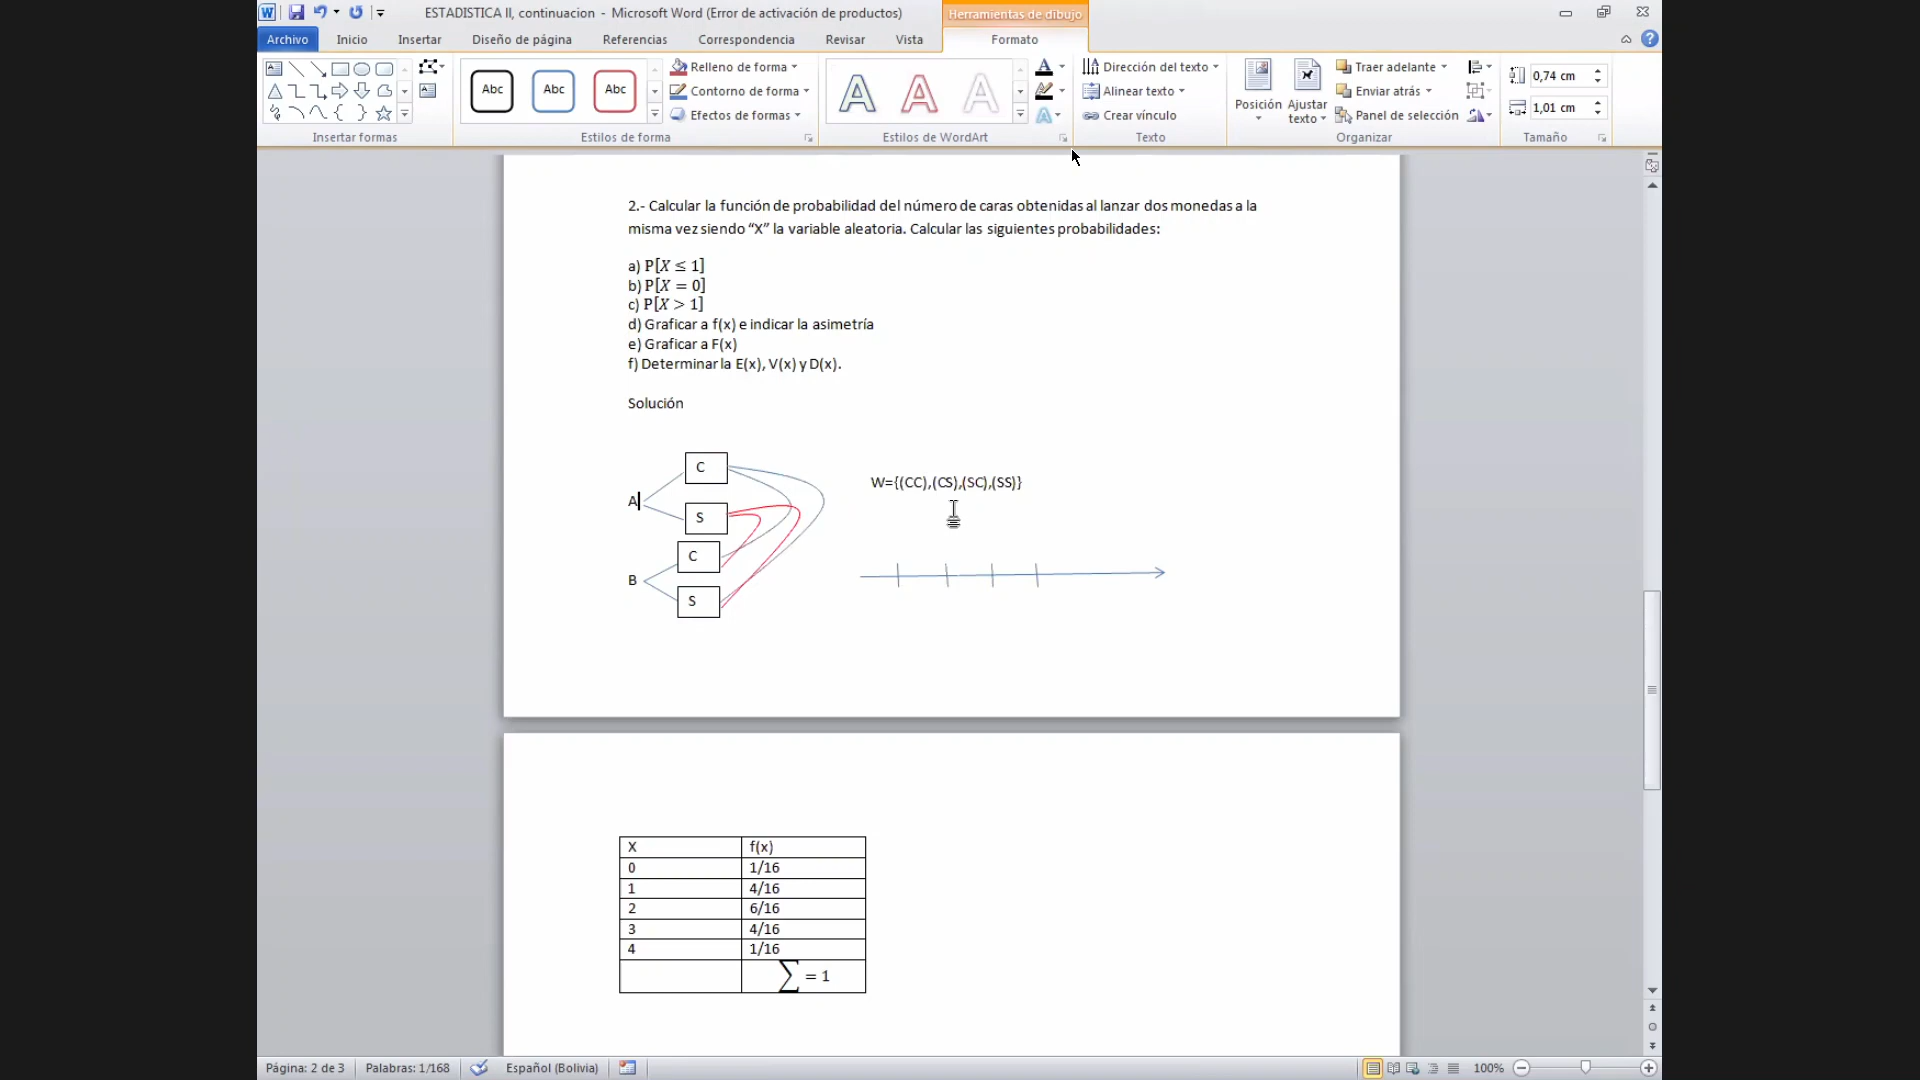 ESTADISTICA II, continuacion - Microsoft Word (Error de activación de productos)
Herramientas de dibujo
Archivo Inicio Insertar Diseño de página Referencias Correspondencia Revisar Vista Formato
Abc Abc Abc
Relleno de forma
Contorno de forma
Efectos de formas
A A A
Dirección del texto
Alinear texto
Crear vínculo
Posición
Ajustar texto
Traer adelante
Enviar atrás
Panel de selección
0,74 cm
1,01 cm
Insertar formas Estilos de forma Estilos de WordArt Texto Organizar Tamaño
2.- Calcular la función de probabilidad del número de caras obtenidas al lanzar dos monedas a la
misma vez siendo “X” la variable aleatoria. Calcular las siguientes probabilidades:
a) P[X ≤ 1]
b) P[X = 0]
c) P[X > 1]
d) Graficar a f(x) e indicar la asimetría
e) Graficar a F(x)
f) Determinar la E(x), V(x) y D(x).
Solución
C
A
S
C
B
S
W={(CC),(CS),(SC),(SS)}
X f(x)
0 1/16
1 4/16
2 6/16
3 4/16
4 1/16
∑ = 1
Página: 2 de 3 Palabras: 1/168 Español (Bolivia) 100%